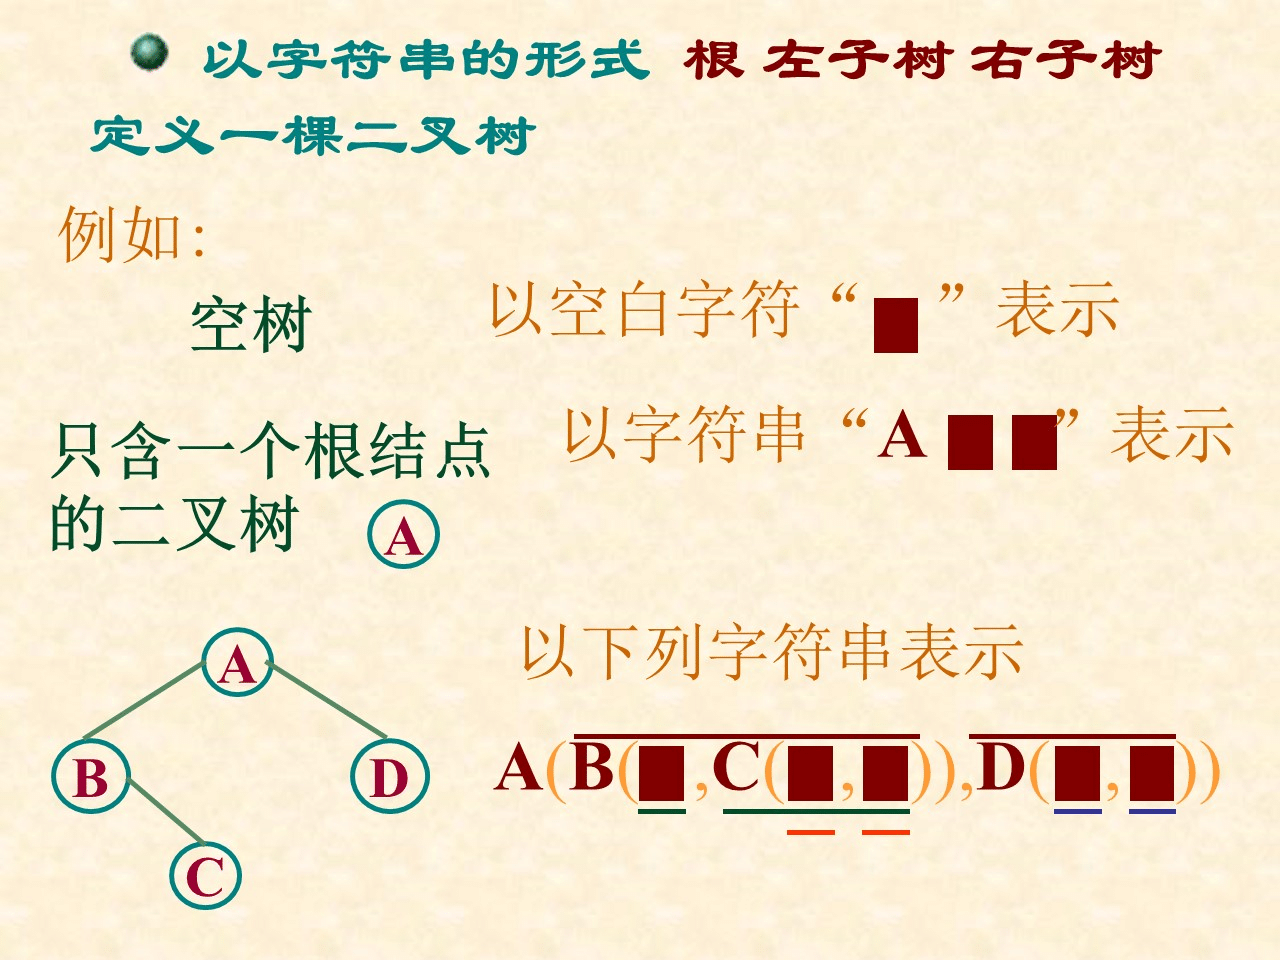 以字符串的形式 根 左子树 右子树
定义一棵二叉树
例如:
空树
以空白字符“■”表示
只含一个根结点
的二叉树
A
以字符串“A■■”表示
以下列字符串表示
A
B
D
C
A(B(■,C(■,■)),D(■,■))